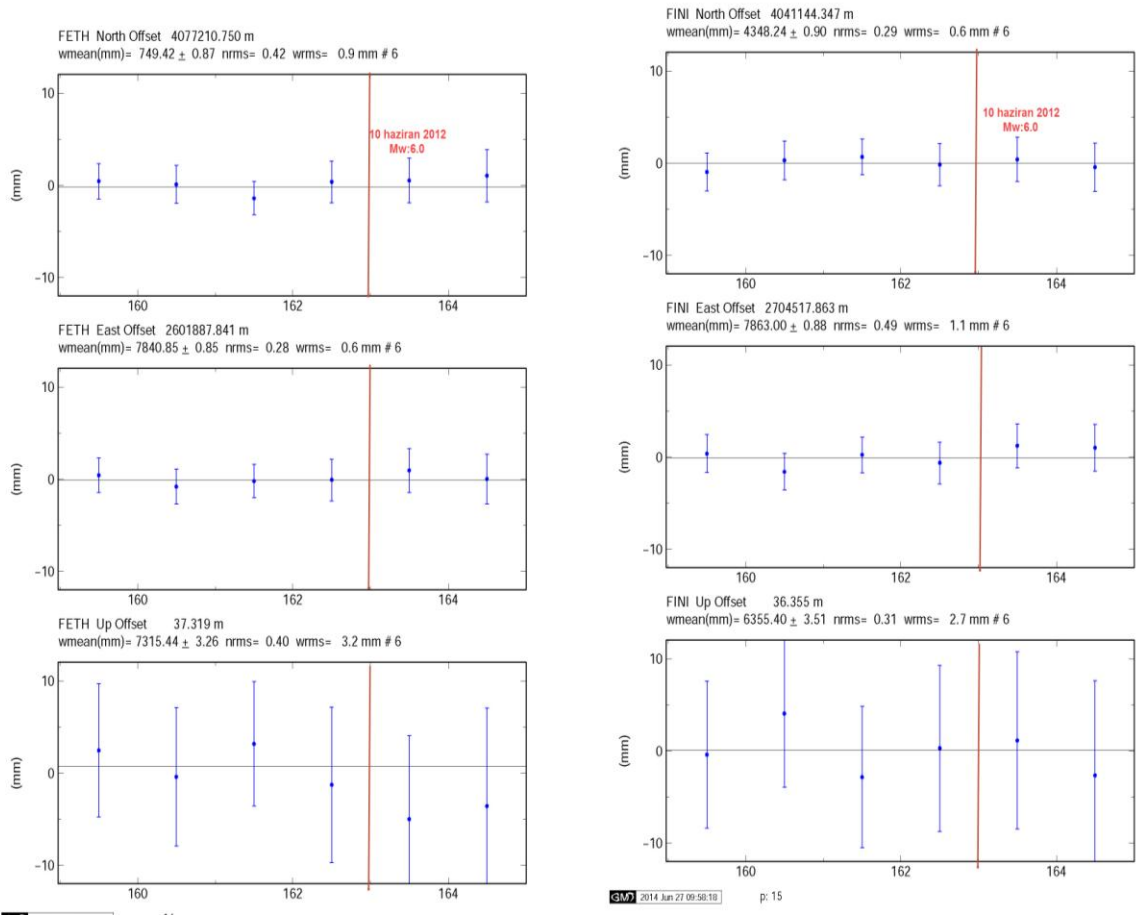 FETH North Offset 4077210.750 m
wmean(mm)= 749.42 ± 0.87 nrms= 0.42 wrms= 0.9 mm # 6
10
0
−10
(mm)
10 haziran 2012
Mw:6.0
160
162
164
FETH East Offset 2601887.841 m
wmean(mm)= 7840.85 ± 0.85 nrms= 0.28 wrms= 0.6 mm # 6
10
0
−10
(mm)
160
162
164
FETH Up Offset 37.319 m
wmean(mm)= 7315.44 ± 3.26 nrms= 0.40 wrms= 3.2 mm # 6
10
0
−10
(mm)
160
162
164
FINI North Offset 4041144.347 m
wmean(mm)= 4348.24 ± 0.90 nrms= 0.29 wrms= 0.6 mm # 6
10
0
−10
(mm)
10 haziran 2012
Mw:6.0
160
162
164
FINI East Offset 2704517.863 m
wmean(mm)= 7863.00 ± 0.88 nrms= 0.49 wrms= 1.1 mm # 6
10
0
−10
(mm)
160
162
164
FINI Up Offset 36.355 m
wmean(mm)= 6355.40 ± 3.51 nrms= 0.31 wrms= 2.7 mm # 6
10
0
−10
(mm)
160
162
164
GMT 2014 Jun 27 09:58:18 p: 15